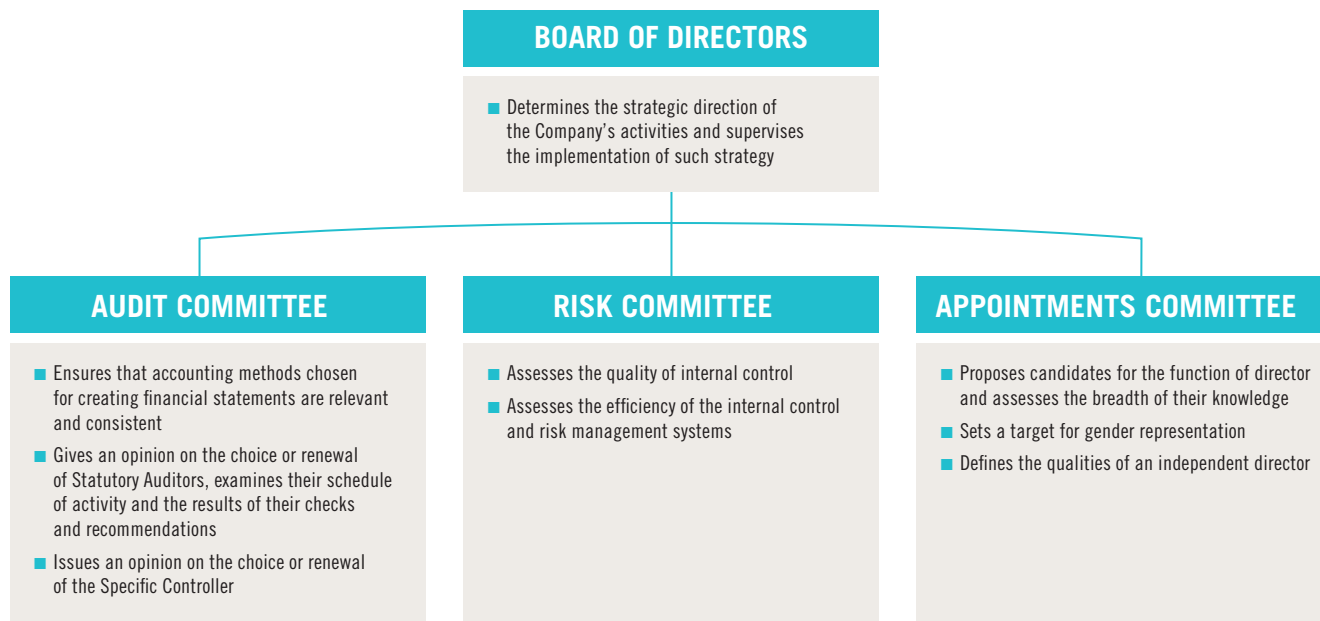 BOARD OF DIRECTORS
Determines the strategic direction of
the Company's activities and supervises
the implementation of such strategy
AUDIT COMMITTEE
Ensures that accounting methods chosen
for creating financial statements are relevant
and consistent
Gives an opinion on the choice or renewal
of Statutory Auditors, examines their schedule
of activity and the results of their checks
and recommendations
Issues an opinion on the choice or renewal
of the Specific Controller
RISK COMMITTEE
Assesses the quality of internal control
Assesses the efficiency of the internal control
and risk management systems
APPOINTMENTS COMMITTEE
Proposes candidates for the function of director
and assesses the breadth of their knowledge
Sets a target for gender representation
Defines the qualities of an independent director